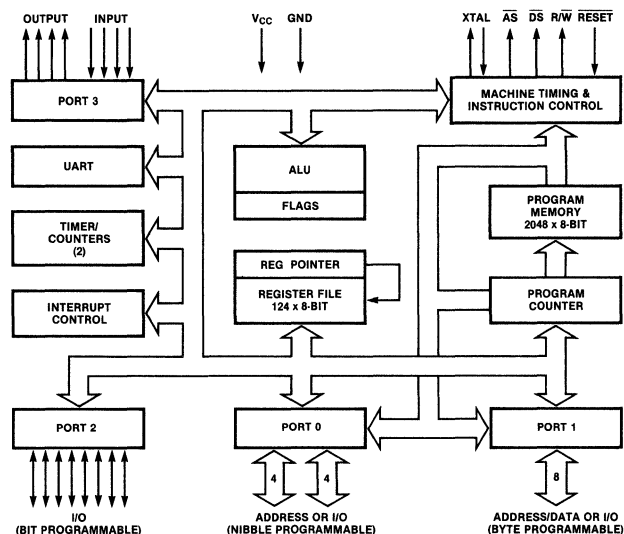 OUTPUT INPUT VCC GND XTAL AS DS R/W RESET
PORT 3
MACHINE TIMING &
INSTRUCTION CONTROL
UART
ALU
FLAGS
TIMER/
COUNTERS
(2)
PROGRAM
MEMORY
2048 x 8-BIT
REG POINTER
REGISTER FILE
124 x 8-BIT
INTERRUPT
CONTROL
PROGRAM
COUNTER
PORT 2
PORT 0
PORT 1
4 4 8
I/O
(BIT PROGRAMMABLE)
ADDRESS OR I/O
(NIBBLE PROGRAMMABLE)
ADDRESS/DATA OR I/O
(BYTE PROGRAMMABLE)